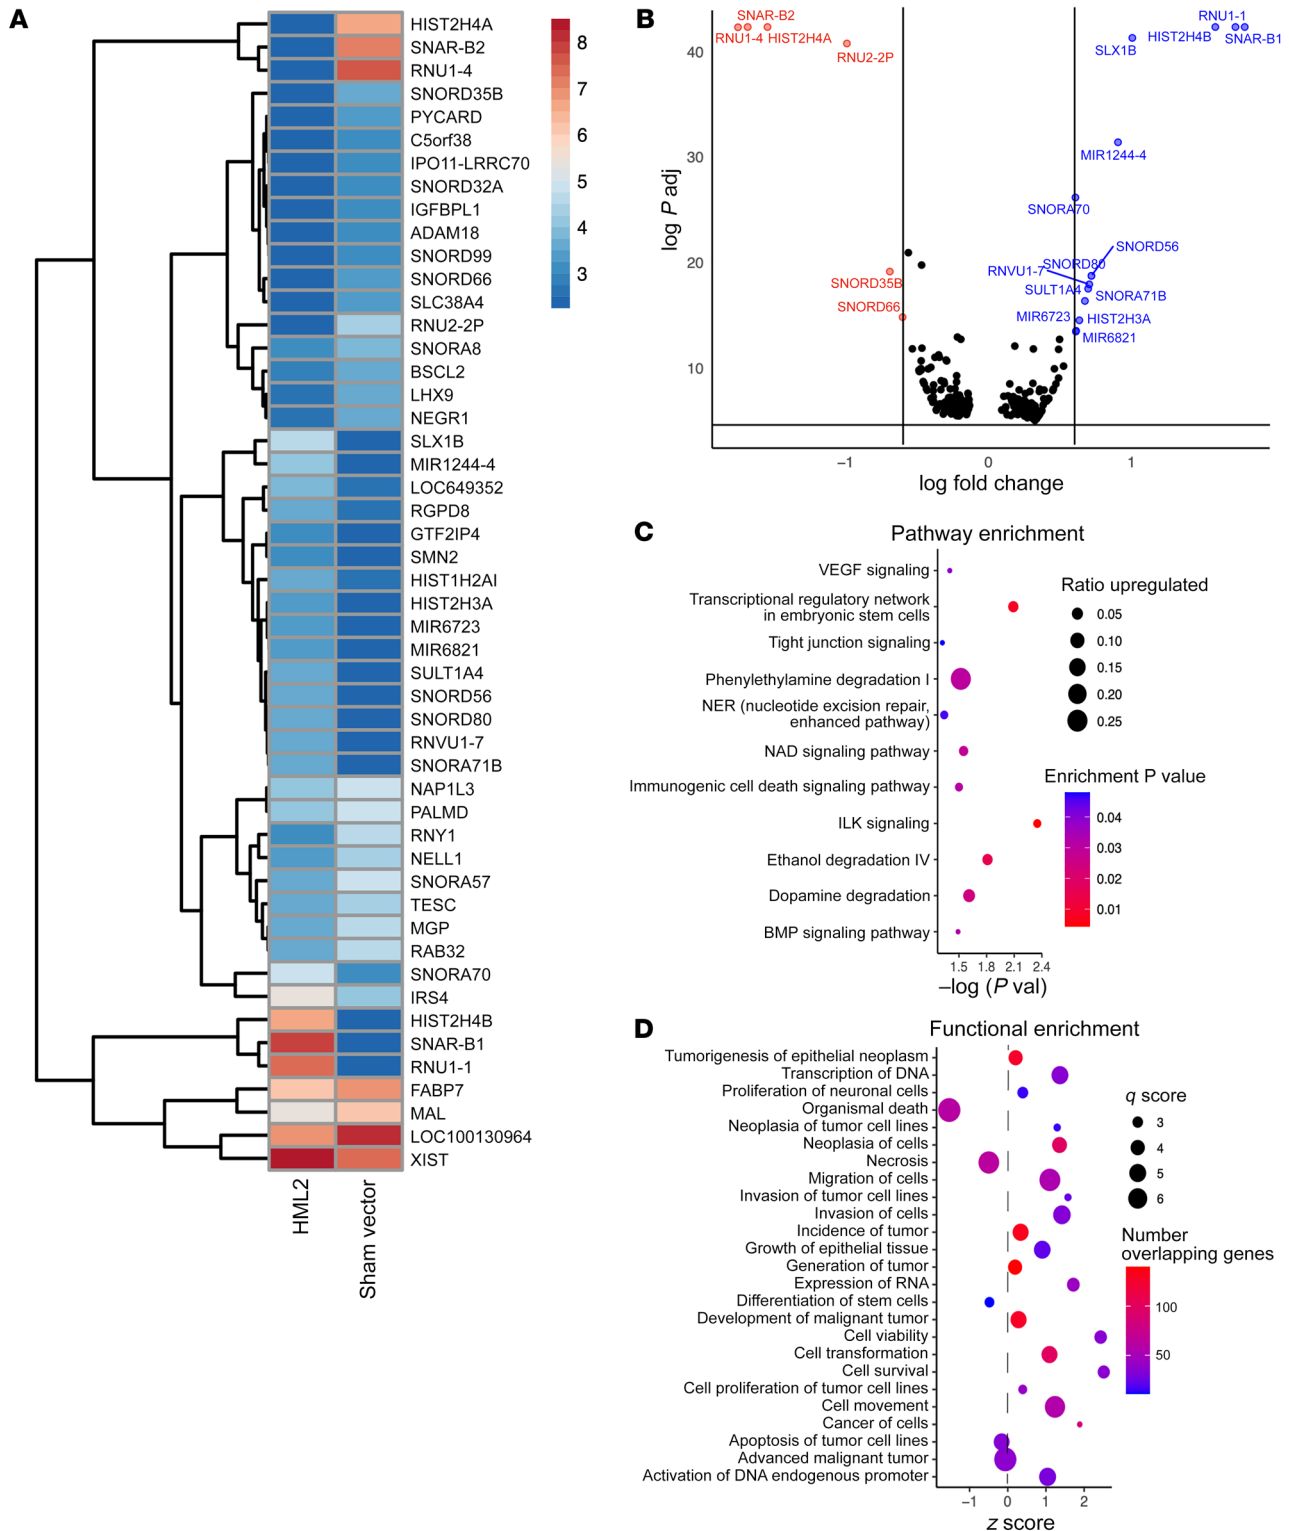 A
HIST2H4A
SNAR-B2
RNU1-4
SNORD35B
PYCARD
C5orf38
IPO11-LRRC70
SNORD32A
IGFBPL1
ADAM18
SNORD99
SNORD66
SLC38A4
RNU2-2P
SNORA8
BSCL2
LHX9
NEGR1
SLX1B
MIR1244-4
LOC649352
RGPD8
GTF2IP4
SMN2
HIST1H2AI
HIST2H3A
MIR6723
MIR6821
SULT1A4
SNORD56
SNORD80
RNVU1-7
SNORA71B
NAP1L3
PALMD
RNY1
NELL1
SNORA57
TESC
MGP
RAB32
SNORA70
IRS4
HIST2H4B
SNAR-B1
RNU1-1
FABP7
MAL
LOC100130964
XIST
HML2
Sham vector
8
7
6
5
4
3
B
SNAR-B2
RNU1-4 HIST2H4A
RNU2-2P
RNU1-1
HIST2H4B
SNAR-B1
SLX1B
MIR1244-4
SNORA70
SNORD56
SNORD80
RNVU1-7
SULT1A4
SNORA71B
MIR6723
HIST2H3A
MIR6821
SNORD35B
SNORD66
40
30
20
10
log P adj
−1
0
1
log fold change
C
Pathway enrichment
VEGF signaling
Transcriptional regulatory network
in embryonic stem cells
Tight junction signaling
Phenylethylamine degradation I
NER (nucleotide excision repair,
enhanced pathway)
NAD signaling pathway
Immunogenic cell death signaling pathway
ILK signaling
Ethanol degradation IV
Dopamine degradation
BMP signaling pathway
1.5 1.8 2.1 2.4
−log (P val)
Ratio upregulated
0.05
0.10
0.15
0.20
0.25
Enrichment P value
0.04
0.03
0.02
0.01
D
Functional enrichment
Tumorigenesis of epithelial neoplasm
Transcription of DNA
Proliferation of neuronal cells
Organismal death
Neoplasia of tumor cell lines
Neoplasia of cells
Necrosis
Migration of cells
Invasion of tumor cell lines
Invasion of cells
Incidence of tumor
Growth of epithelial tissue
Generation of tumor
Expression of RNA
Differentiation of stem cells
Development of malignant tumor
Cell viability
Cell transformation
Cell survival
Cell proliferation of tumor cell lines
Cell movement
Cancer of cells
Apoptosis of tumor cell lines
Advanced malignant tumor
Activation of DNA endogenous promoter
−1 0 1 2
z score
q score
3
4
5
6
Number
overlapping genes
100
50